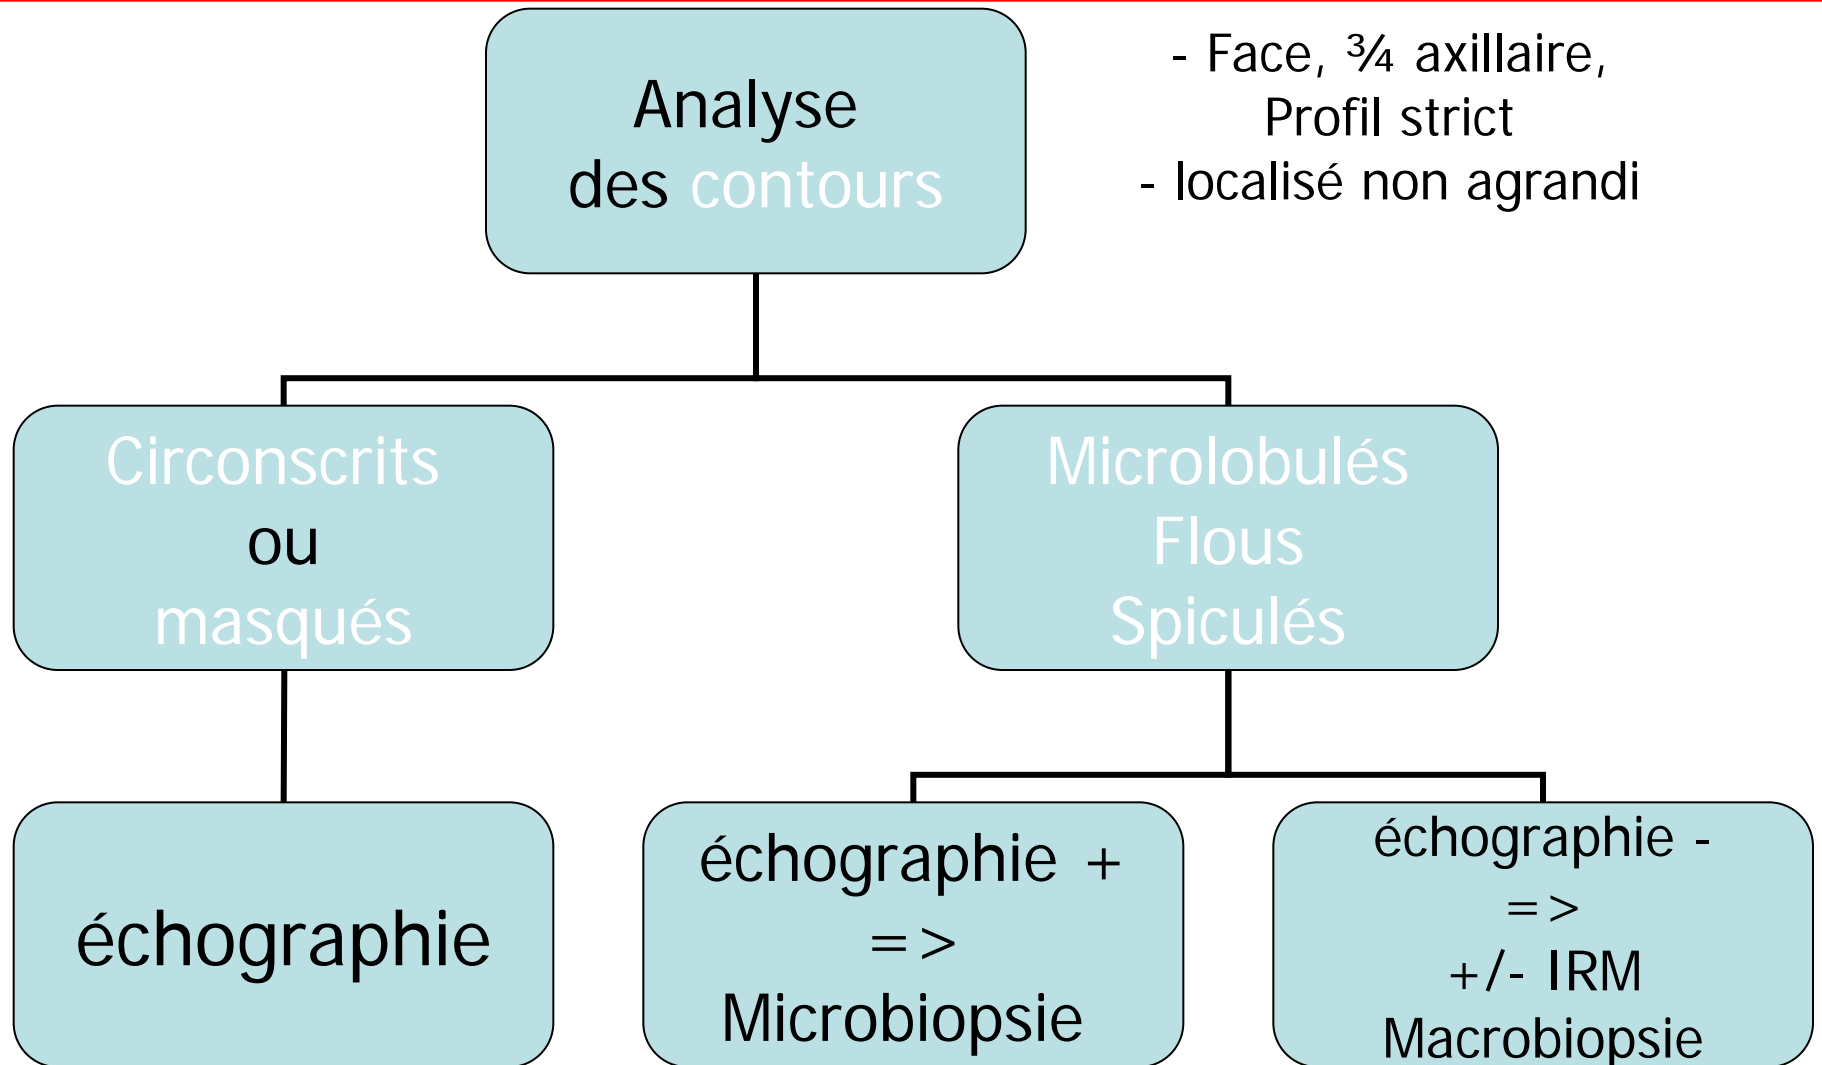 Analyse
des contours
- Face, ¾ axillaire,
Profil strict
- localisé non agrandi
Circonscrits
ou
masqués
Microlobulés
Flous
Spiculés
échographie
échographie +
=>
Microbiopsie
échographie -
=>
+/- IRM
Macrobiopsie